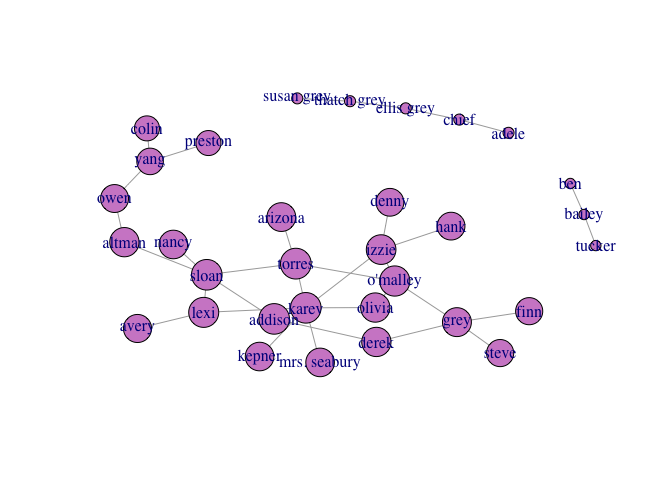 susan grey
thatch grey
ellis grey
chief
adele
colin
preston
yang
ben
owen
denny
bailey
arizona
hank
altman
nancy
izzie
tucker
torres
sloan
o'malley
karey
olivia
finn
lexi
addison
grey
avery
derek
steve
kepner
mrs. seabury